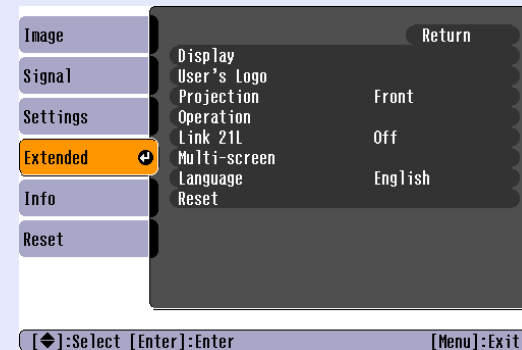 Image
Signal
Settings
Extended
Info
Reset
Return
Display
User's Logo
Projection Front
Operation
Link 21L Off
Multi-screen
Language English
Reset
[◆]:Select [Enter]:Enter [Menu]:Exit